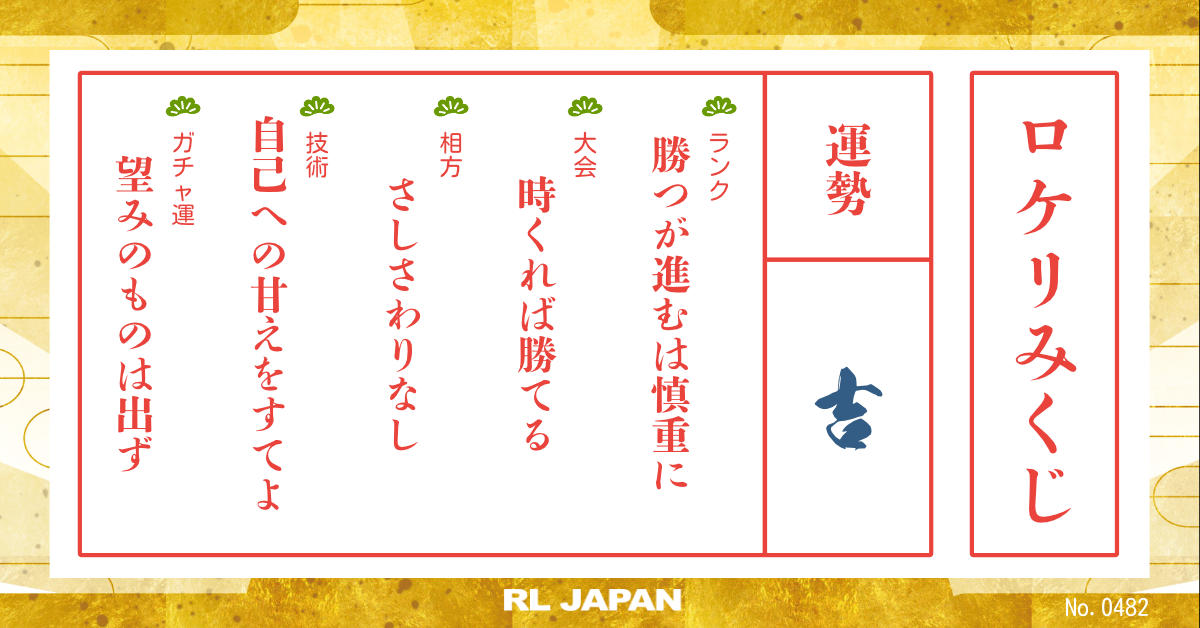 ロケリみくじ
運勢
吉
ランク
勝つが進むは慎重に
大会
時くれば勝てる
相方
さしさわりなし
技術
自己への甘えをすてよ
ガチャ運
望みのものは出ず
RL JAPAN
No. 0482